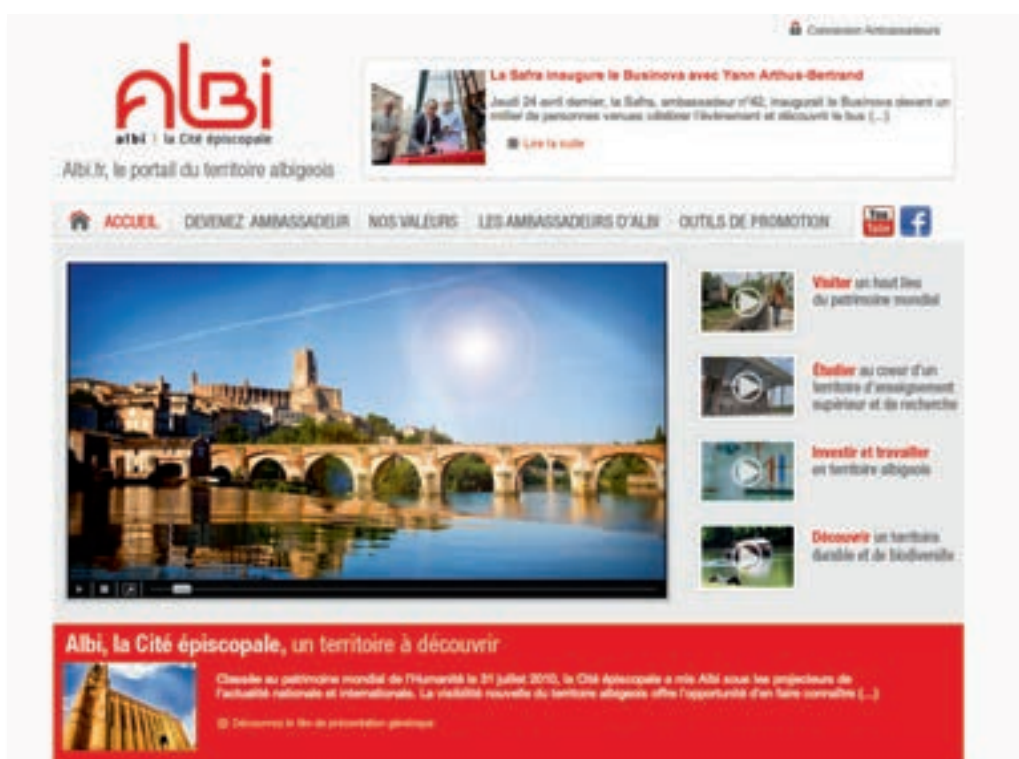 Connexion Ambassadeurs
albi
albi | la Cité épiscopale
Albi.fr, le portail du territoire albigeois
La Safra inaugure le Businova avec Yann Arthus-Bertrand
Jeudi 24 avril dernier, la Safra, ambassadeur n°42, inaugurait le Businova devant un
millier de personnes venues célébrer l'événement et découvrir le bus (...)
Lire la suite
ACCUEIL DEVENEZ AMBASSADEUR NOS VALEURS LES AMBASSADEURS D'ALBI OUTILS DE PROMOTION You Tube f
Visiter un haut lieu
du patrimoine mondial
Étudier au coeur d'un
territoire d'enseignement
supérieur et de recherche
Investir et travailler
en territoire albigeois
Découvrir un territoire
durable et de biodiversité
Albi, la Cité épiscopale, un territoire à découvrir
Classée au patrimoine mondial de l'Humanité le 31 juillet 2010, la Cité épiscopale a mis Albi sous les projecteurs de
l'actualité nationale et internationale. La visibilité nouvelle du territoire albigeois offre l'opportunité d'en faire connaître (...)
Découvrez le film de présentation générique